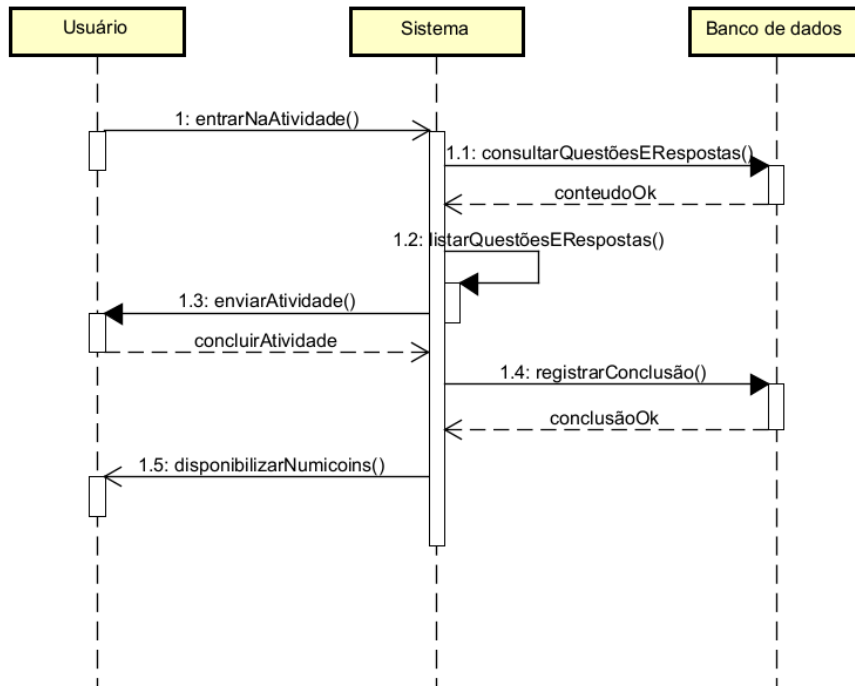 Usuário
Sistema
Banco de dados
1: entrarNaAtividade()
1.1: consultarQuestõesERespostas()
conteudoOk
1.2: listarQuestõesERespostas()
1.3: enviarAtividade()
concluirAtividade
1.4: registrarConclusão()
conclusãoOk
1.5: disponibilizarNumicoins()